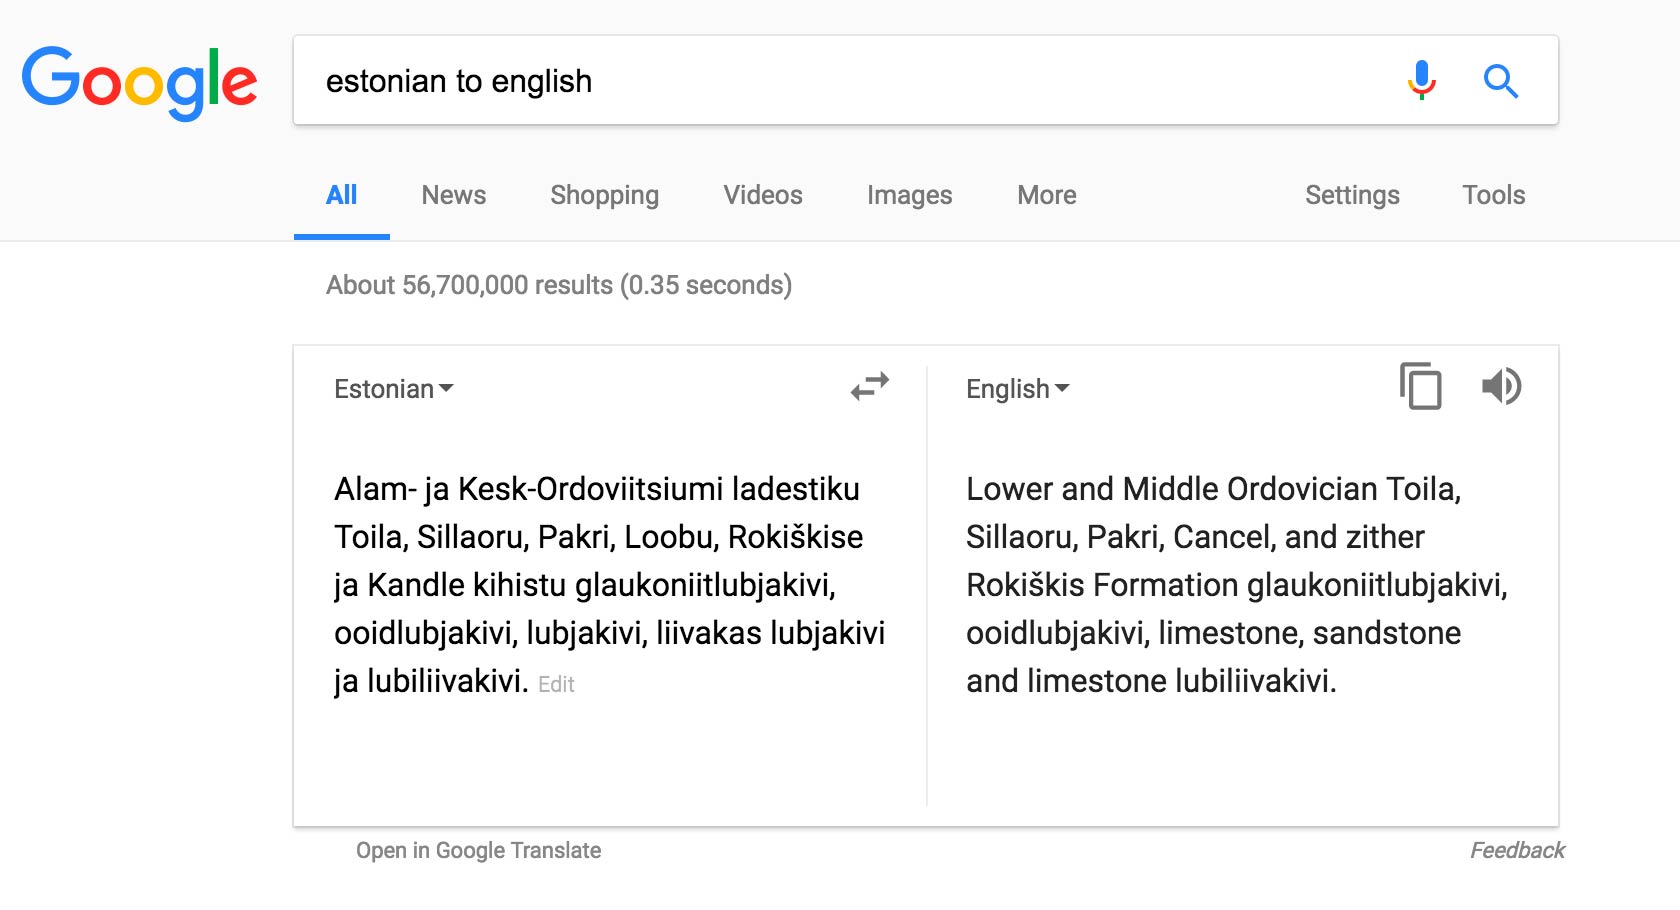 Google
estonian to english
All News Shopping Videos Images More Settings Tools
About 56,700,000 results (0.35 seconds)
Estonian
Alam- ja Kesk-Ordoviitsiumi ladestiku
Toila, Sillaoru, Pakri, Loobu, Rokiškise
ja Kandle kihistu glaukoniitlubjakivi,
ooidlubjakivi, lubjakivi, liivakas lubjakivi
ja lubiliivakivi. Edit
English
Lower and Middle Ordovician Toila,
Sillaoru, Pakri, Cancel, and zither
Rokiškis Formation glaukoniitlubjakivi,
ooidlubjakivi, limestone, sandstone
and limestone lubiliivakivi.
Open in Google Translate
Feedback